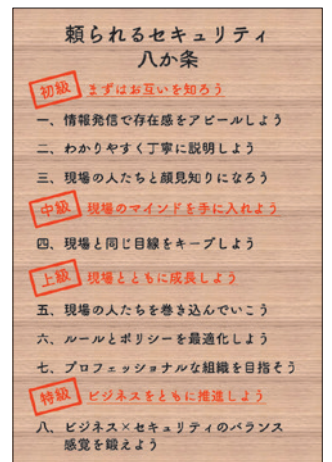 頼られるセキュリティ
八か条
初級 まずはお互いを知ろう
一、情報発信で存在感をアピールしよう
二、わかりやすく丁寧に説明しよう
三、現場の人たちと顔見知りになろう
中級 現場のマインドを手に入れよう
四、現場と同じ目線をキープしよう
上級 現場とともに成長しよう
五、現場の人たちを巻き込んでいこう
六、ルールとポリシーを最適化しよう
七、プロフェッショナルな組織を目指そう
特級 ビジネスをともに推進しよう
八、ビジネス×セキュリティのバランス
感覚を鍛えよう